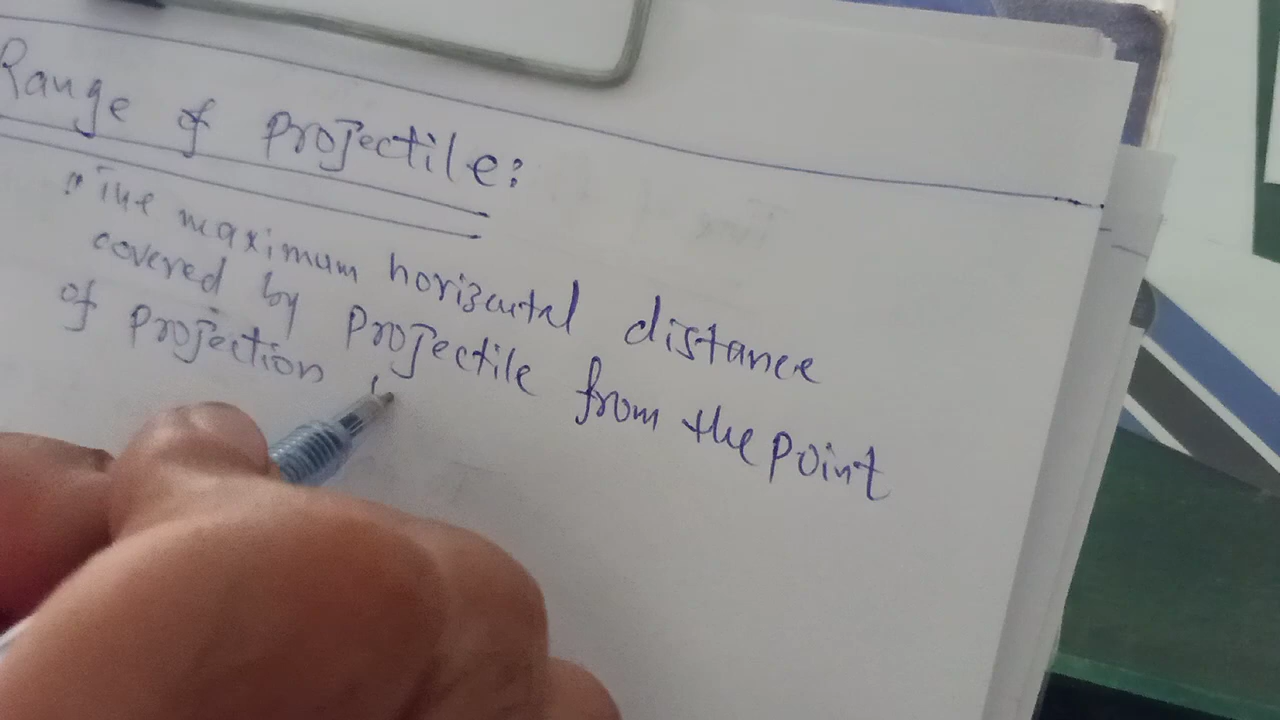 Range of Projectile:
"The maximum horizontal distance
covered by Projectile from the Point
of Projection